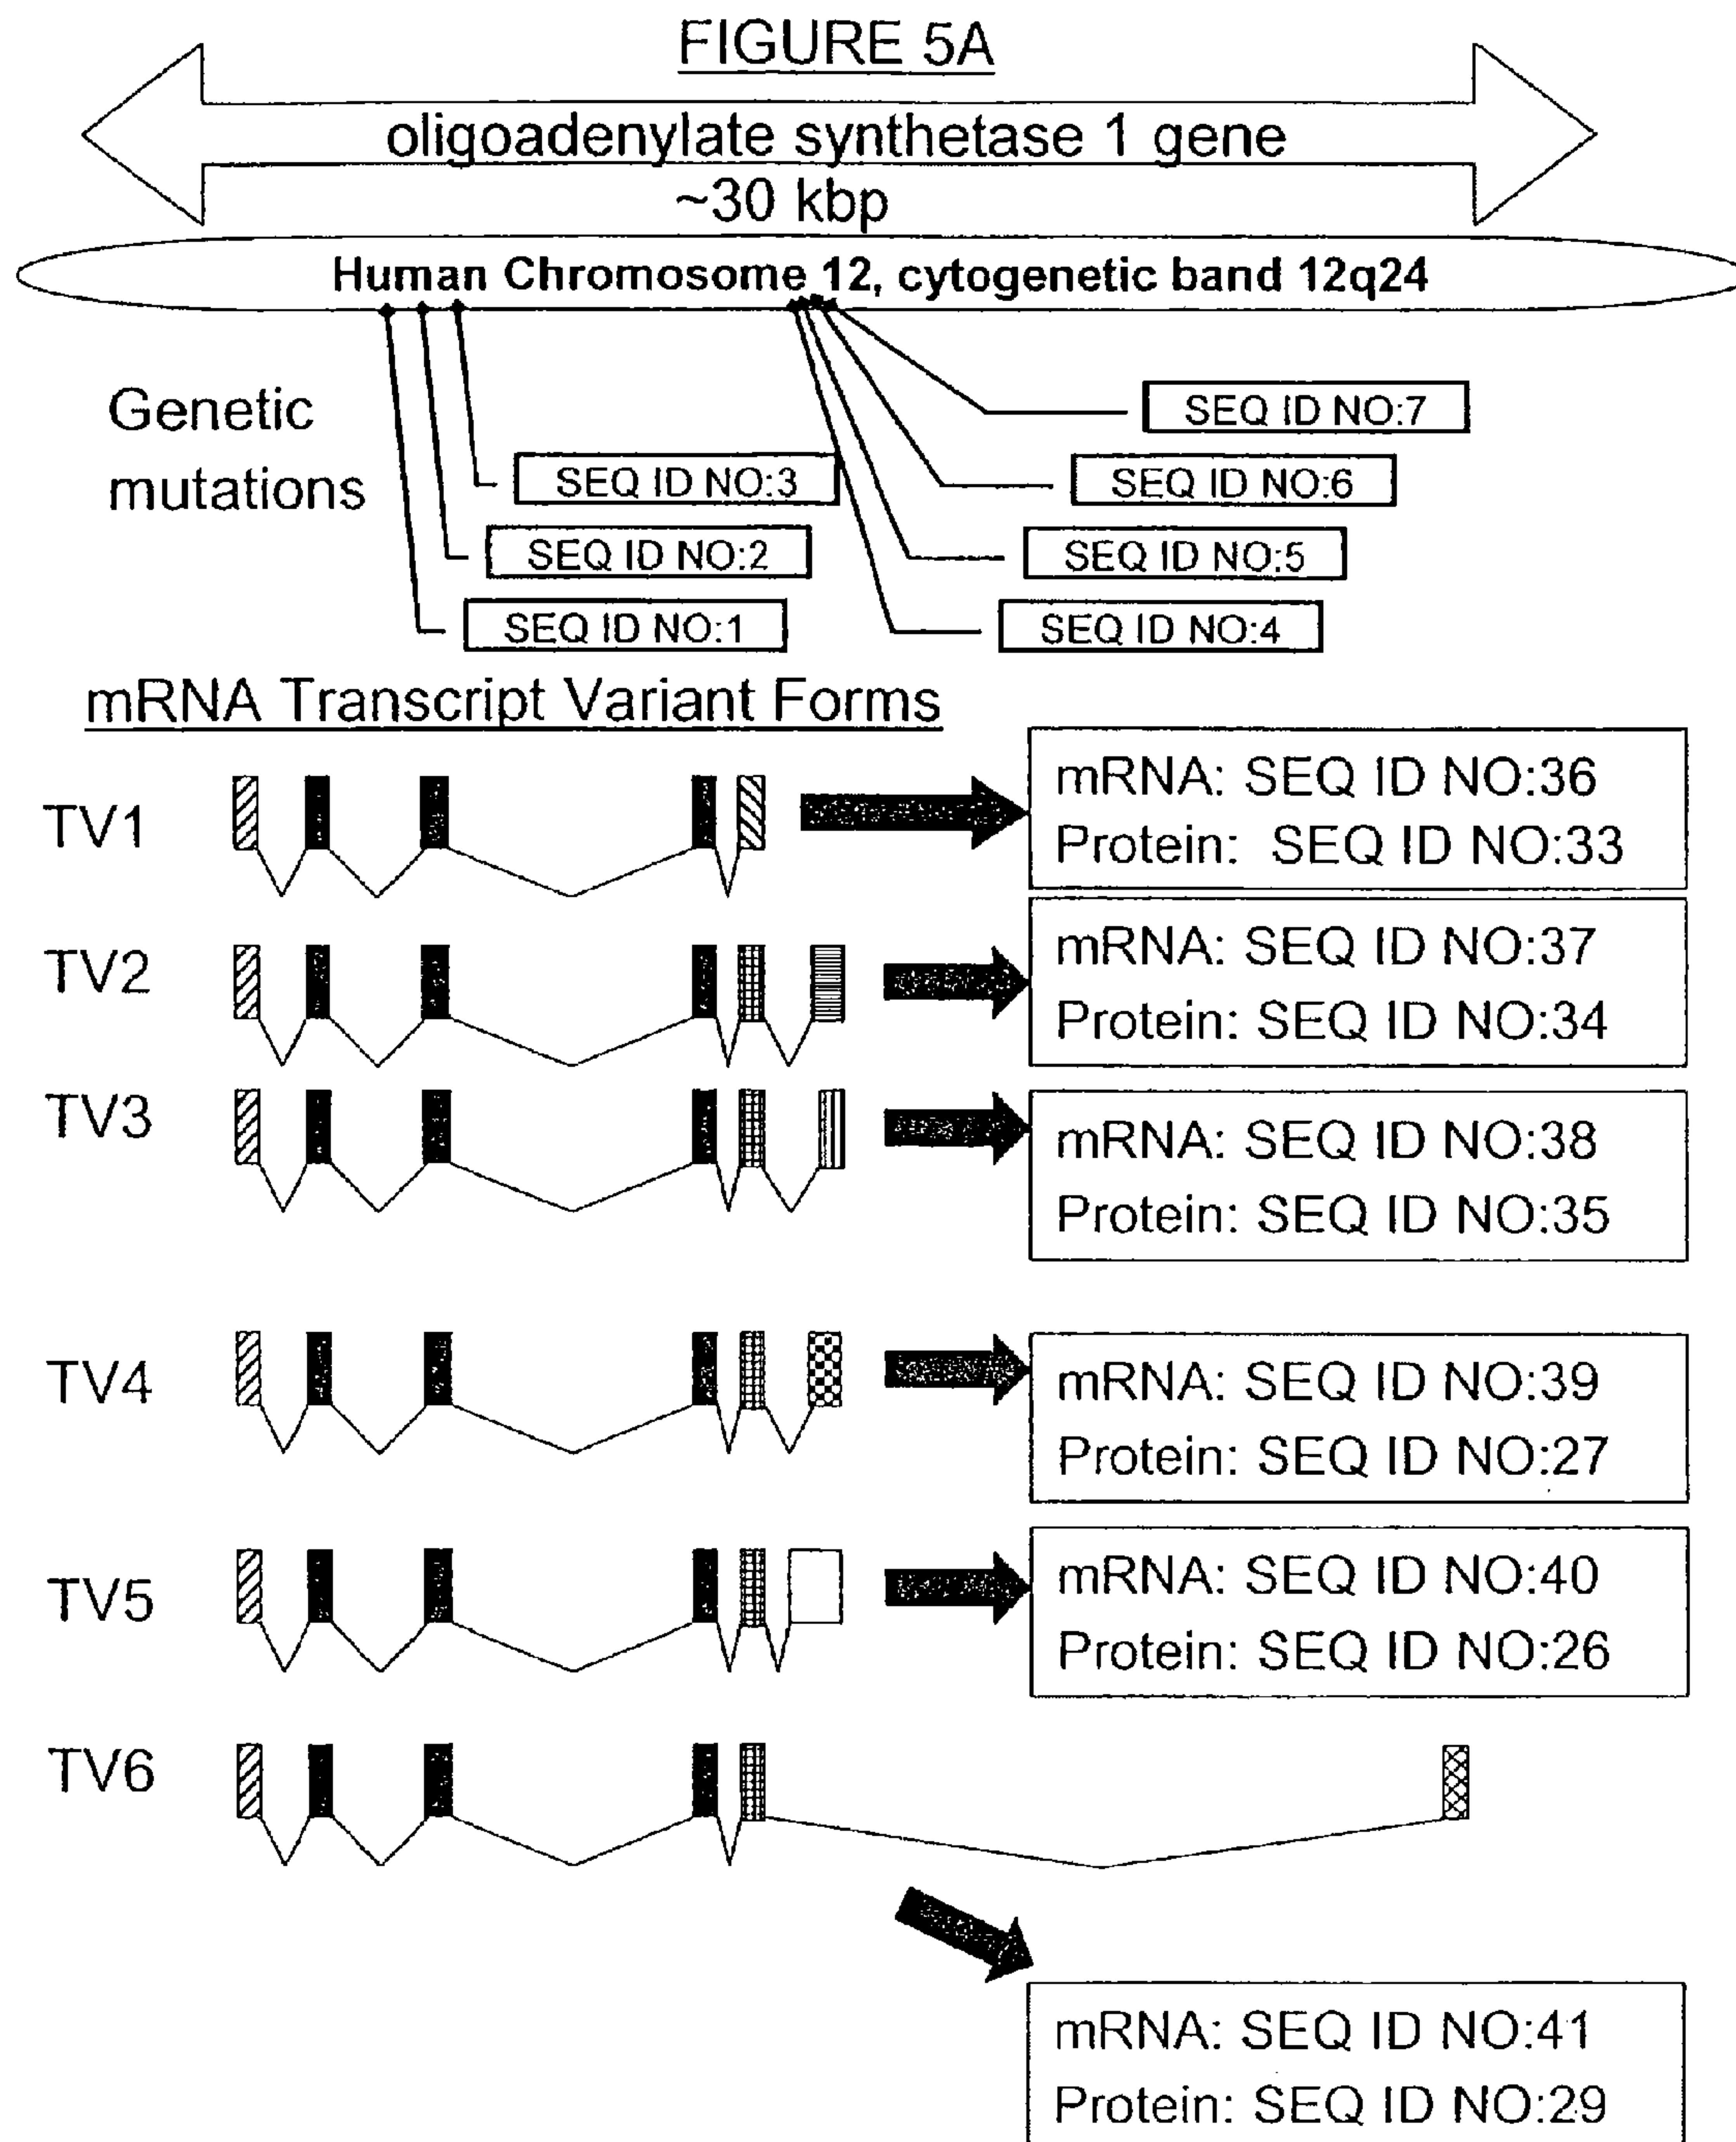 FIGURE 5A
oligoadenylate synthetase 1 gene
~30 kbp
Human Chromosome 12, cytogenetic band 12q24
Genetic
mutations
SEQ ID NO:7
SEQ ID NO:3
SEQ ID NO:6
SEQ ID NO:2
SEQ ID NO:5
SEQ ID NO:1
SEQ ID NO:4
mRNA Transcript Variant Forms
TV1
mRNA: SEQ ID NO:36
Protein: SEQ ID NO:33
TV2
mRNA: SEQ ID NO:37
Protein: SEQ ID NO:34
TV3
mRNA: SEQ ID NO:38
Protein: SEQ ID NO:35
TV4
mRNA: SEQ ID NO:39
Protein: SEQ ID NO:27
TV5
mRNA: SEQ ID NO:40
Protein: SEQ ID NO:26
TV6
mRNA: SEQ ID NO:41
Protein: SEQ ID NO:29